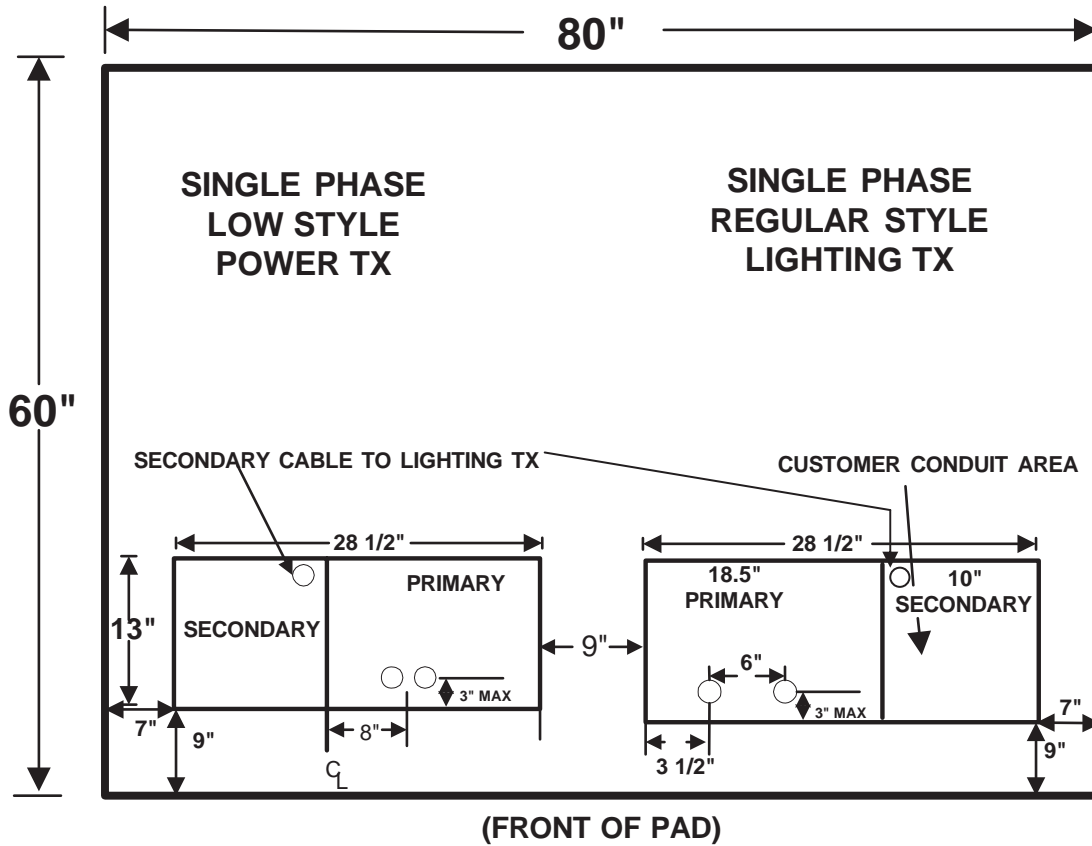 80"
SINGLE PHASE
LOW STYLE
POWER TX
SINGLE PHASE
REGULAR STYLE
LIGHTING TX
60"
SECONDARY CABLE TO LIGHTING TX
CUSTOMER CONDUIT AREA
28 1/2"
28 1/2"
PRIMARY
18.5"
PRIMARY
10"
SECONDARY
13"
SECONDARY
9"
6"
3" MAX
3" MAX
7"
9"
8"
3 1/2"
7"
9"
CL
(FRONT OF PAD)